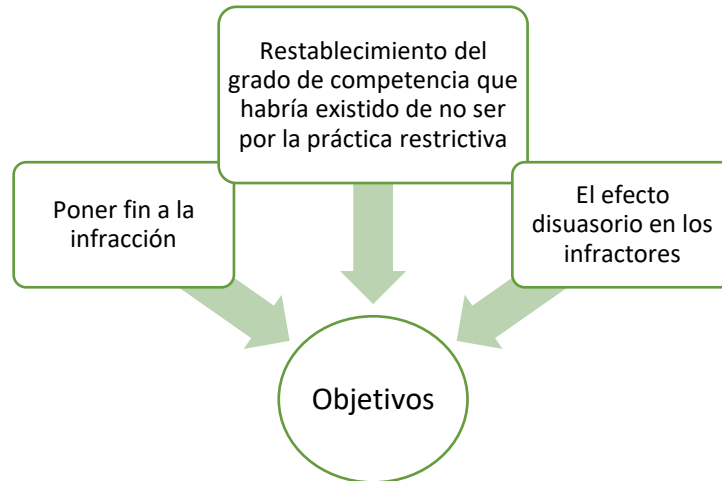 Restablecimiento del
grado de competencia que
habría existido de no ser
por la práctica restrictiva
Poner fin a la
infracción
El efecto
disuasorio en los
infractores
Objetivos